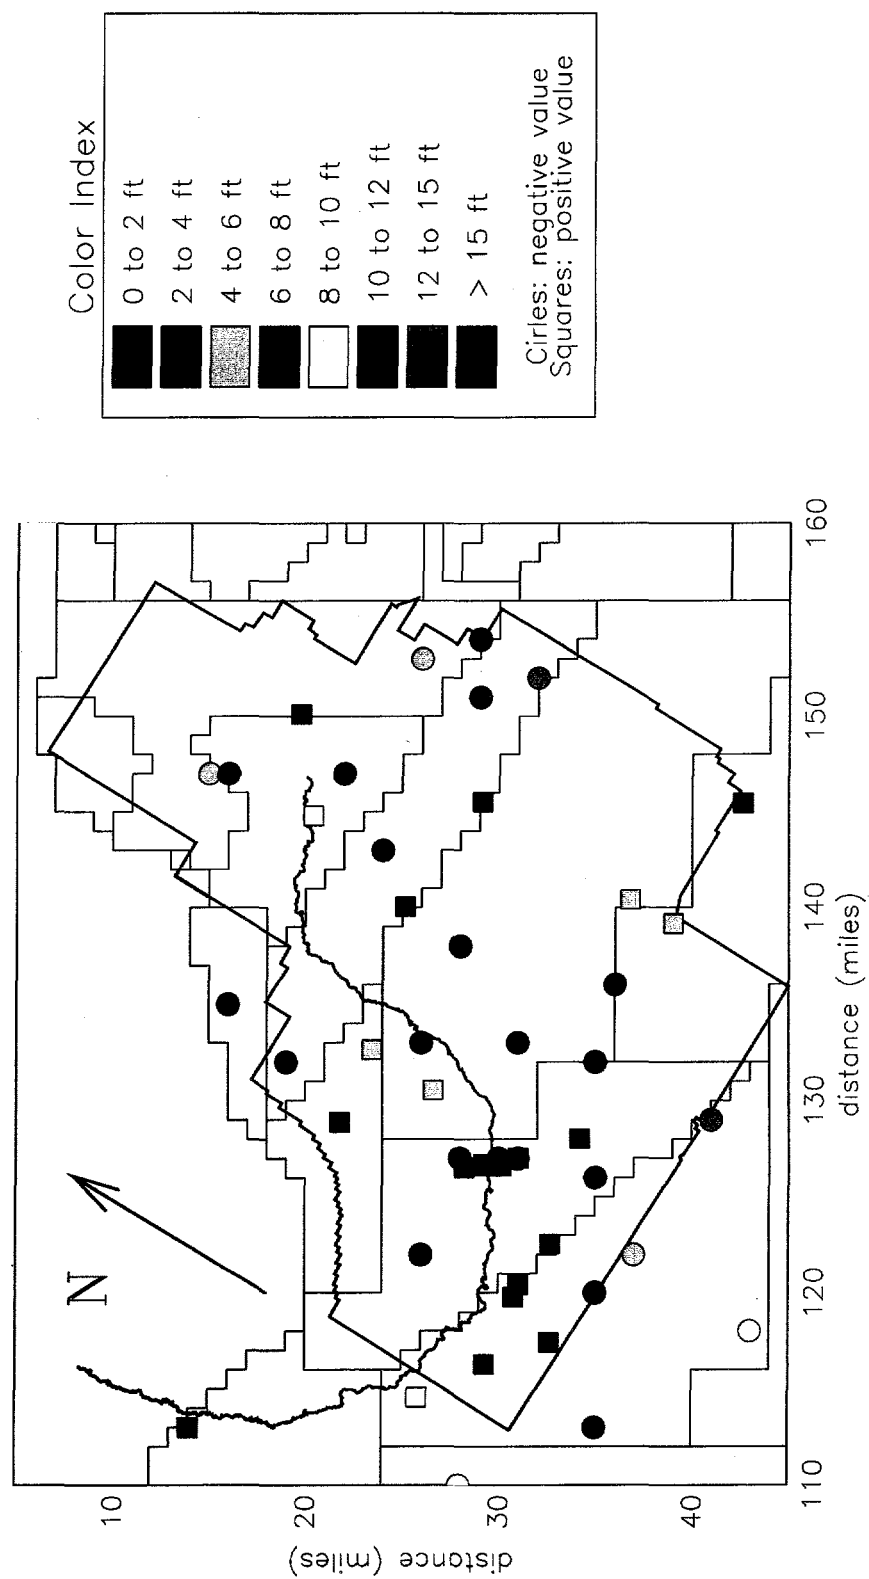 Color Index
0 to 2 ft
2 to 4 ft
4 to 6 ft
6 to 8 ft
8 to 10 ft
10 to 12 ft
12 to 15 ft
> 15 ft
Cirles: negative value
Squares: positive value
N
10
20
30
40
distance (miles)
110
120
130
140
150
160
distance (miles)